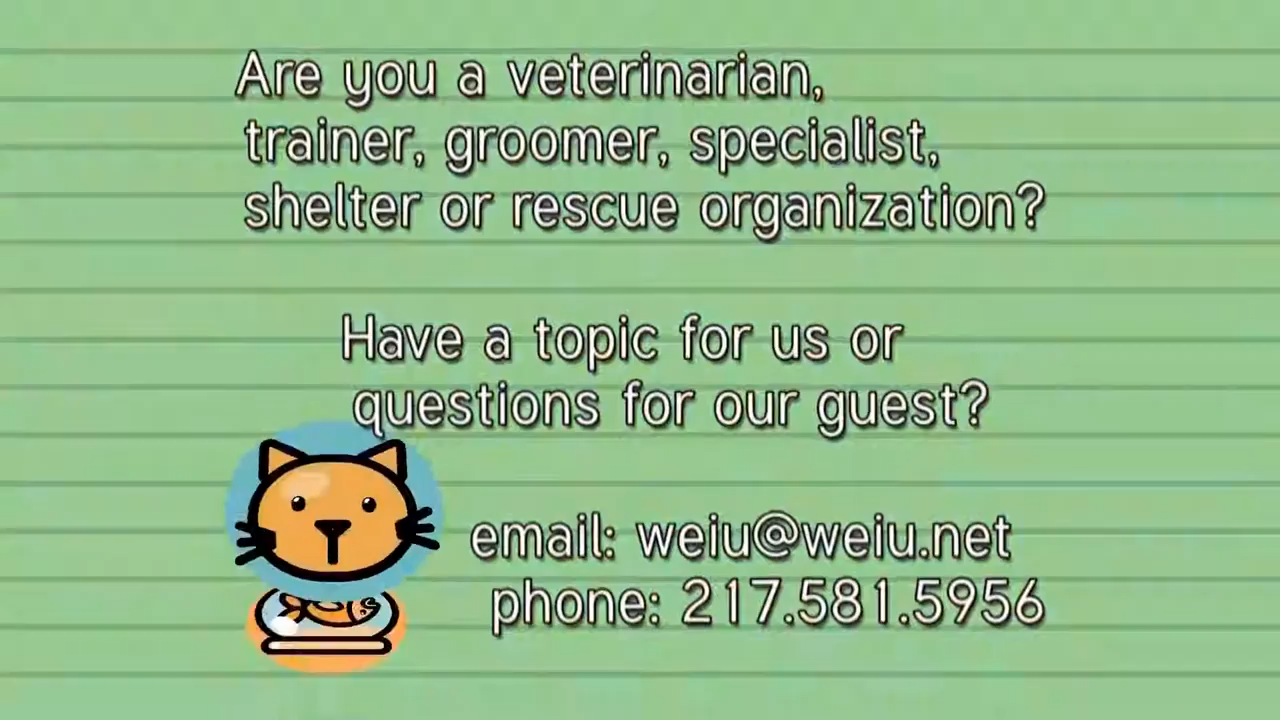 Are you a veterinarian,
trainer, groomer, specialist,
shelter or rescue organization?
Have a topic for us or
questions for our guest?
email: weiu@weiu.net
phone: 217.581.5956